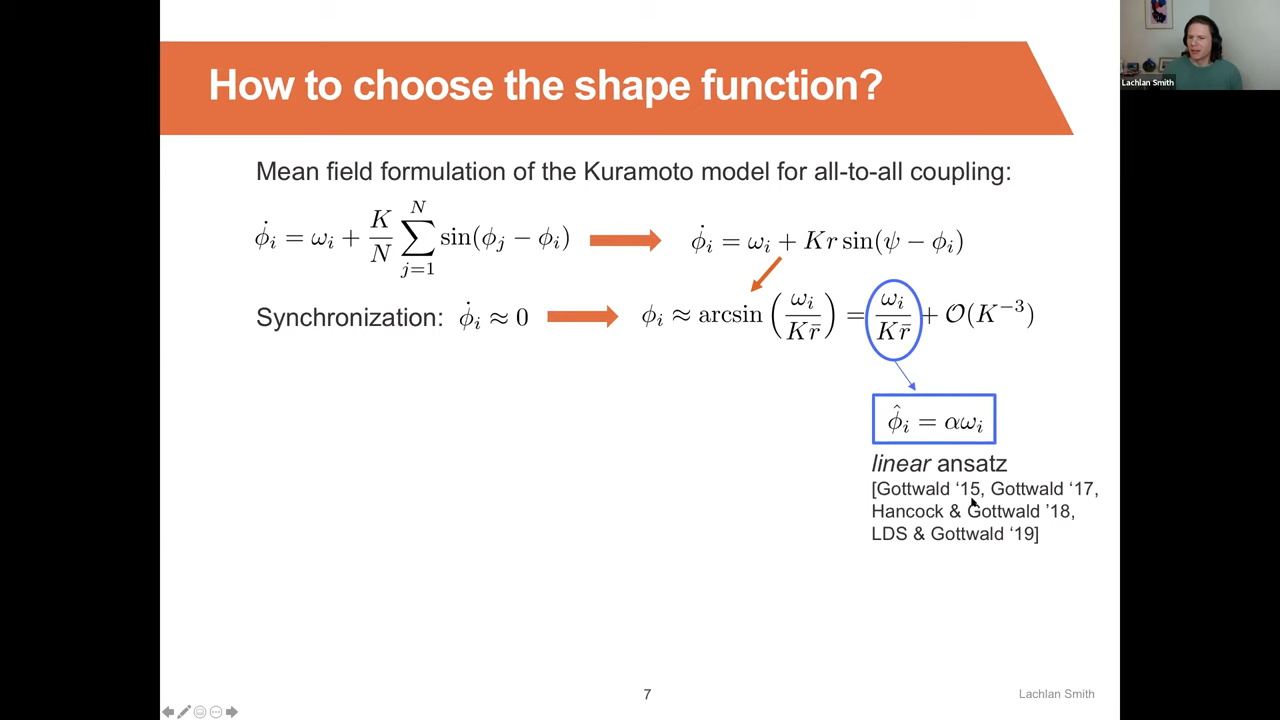 How to choose the shape function?
Lachlan Smith
Mean field formulation of the Kuramoto model for all-to-all coupling:
$\dot{\phi}_i = \omega_i + \frac{K}{N} \sum_{j=1}^{N} \sin(\phi_j - \phi_i)$ $\dot{\phi}_i = \omega_i + Kr \sin(\psi - \phi_i)$
Synchronization: $\dot{\phi}_i \approx 0$ $\phi_i \approx \arcsin\left(\frac{\omega_i}{K\bar{r}}\right) = \frac{\omega_i}{K\bar{r}} + \mathcal{O}(K^{-3})$
$\hat{\phi}_i = \alpha\omega_i$
linear ansatz
[Gottwald ‘15, Gottwald ‘17,
Hancock & Gottwald ’18,
LDS & Gottwald ‘19]
7
Lachlan Smith